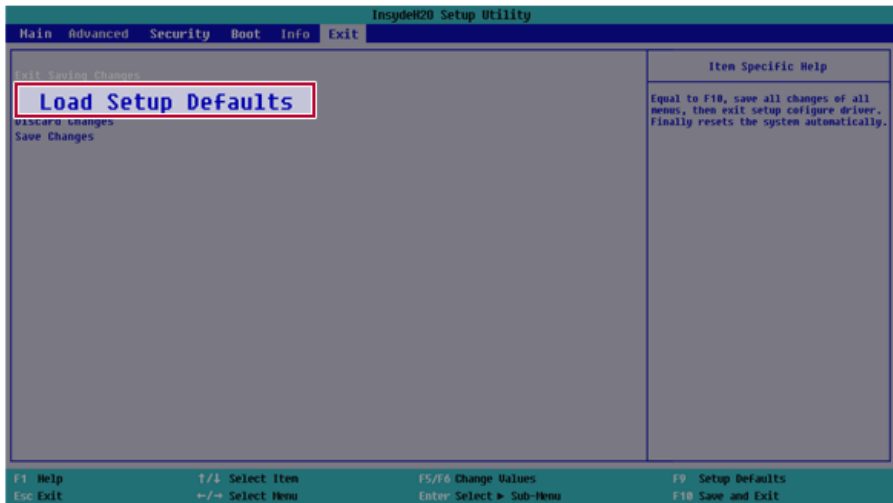 InsydeH20 Setup Utility
Main Advanced Security Boot Info Exit
Exit Saving Changes
Load Setup Defaults
Discard Changes
Save Changes
Item Specific Help
Equal to F10, save all changes of all
menus, then exit setup cofigure driver.
Finally resets the system automatically.
F1 Help ↑/↓ Select Item F5/F6 Change Values F9 Setup Defaults
Esc Exit ←/→ Select Menu Enter Select ► Sub-Menu F10 Save and Exit